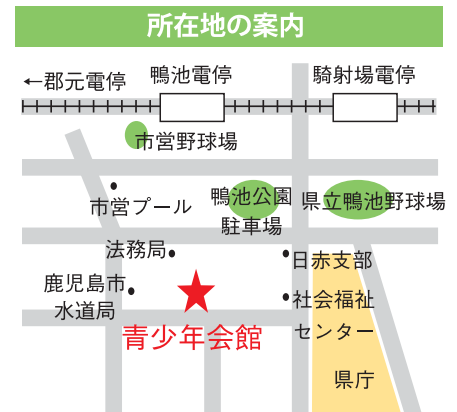 所在地の案内
←郡元電停
鴨池電停
騎射場電停
市営野球場
市営プール
鴨池公園
駐車場
県立鴨池野球場
法務局
日赤支部
鹿児島市
水道局
社会福祉
センター
青少年会館
県庁